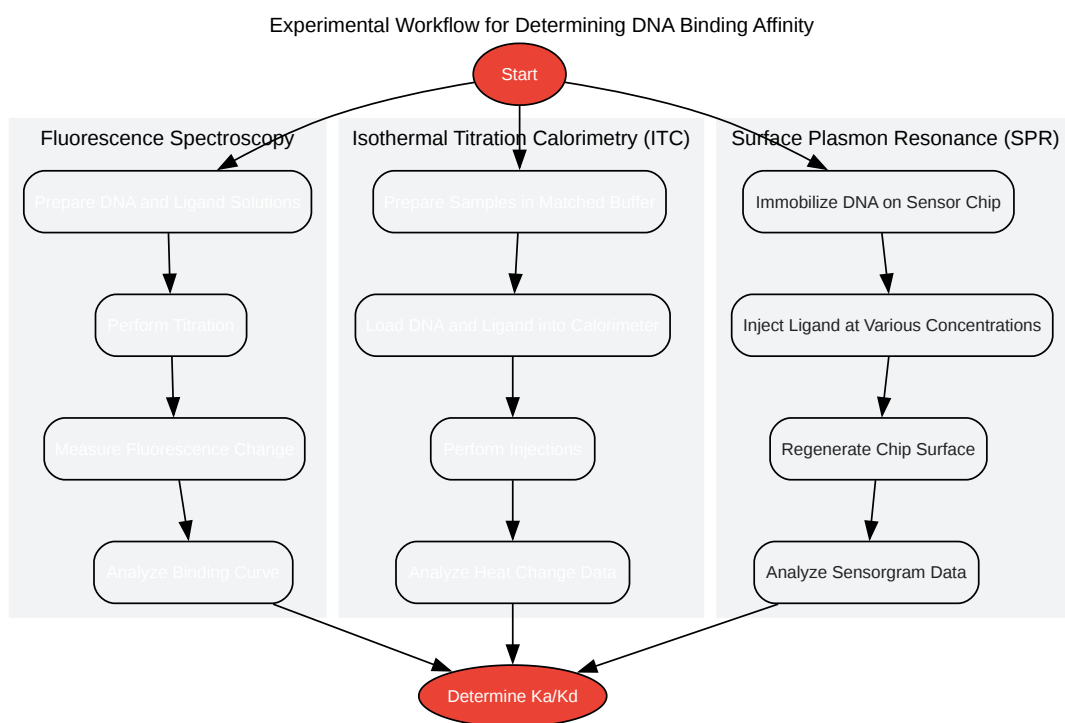 Experimental Workflow for Determining DNA Binding Affinity
Start
Fluorescence Spectroscopy
Prepare DNA and Ligand Solutions
Perform Titration
Measure Fluorescence Change
Analyze Binding Curve
Isothermal Titration Calorimetry (ITC)
Prepare Samples in Matched Buffer
Load DNA and Ligand into Calorimeter
Perform Injections
Analyze Heat Change Data
Surface Plasmon Resonance (SPR)
Immobilize DNA on Sensor Chip
Inject Ligand at Various Concentrations
Regenerate Chip Surface
Analyze Sensorgram Data
Determine Ka/Kd